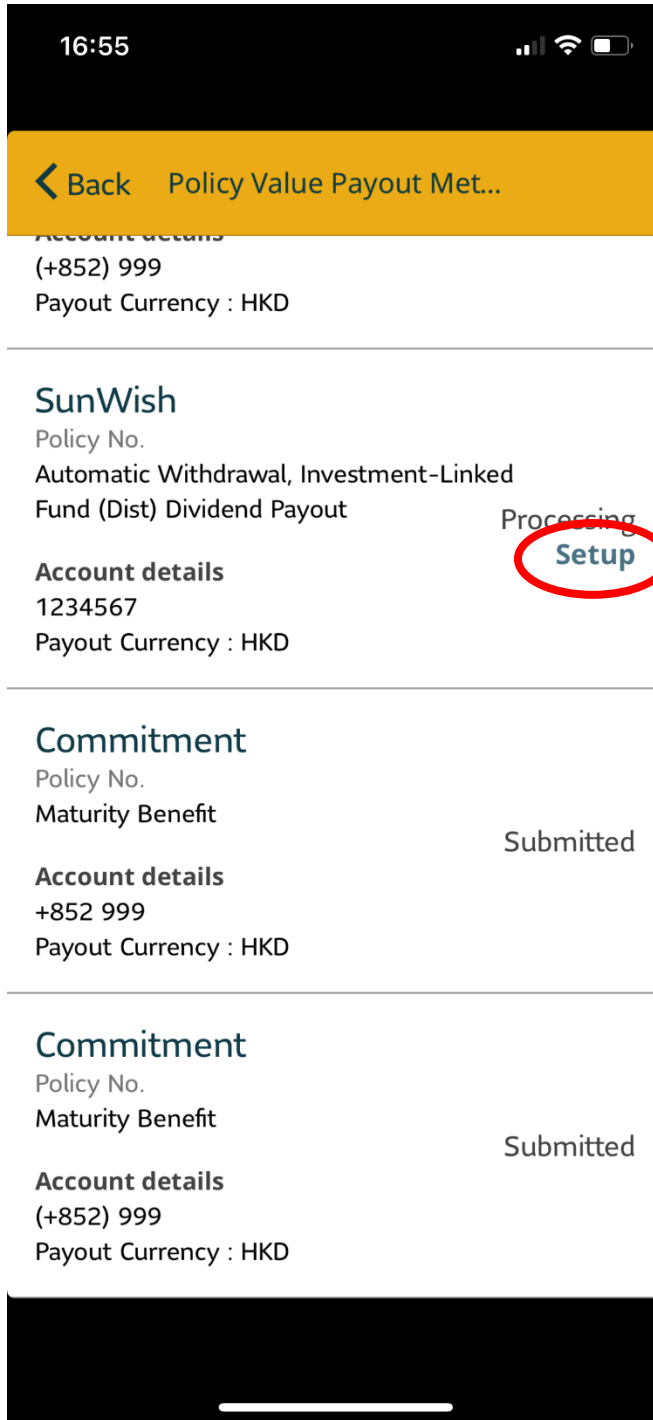 16:55
Back Policy Value Payout Met...
Account details
(+852) 999
Payout Currency : HKD
SunWish
Policy No.
Automatic Withdrawal, Investment-Linked
Fund (Dist) Dividend Payout
Processing
Setup
Account details
1234567
Payout Currency : HKD
Commitment
Policy No.
Maturity Benefit
Submitted
Account details
+852 999
Payout Currency : HKD
Commitment
Policy No.
Maturity Benefit
Submitted
Account details
(+852) 999
Payout Currency : HKD